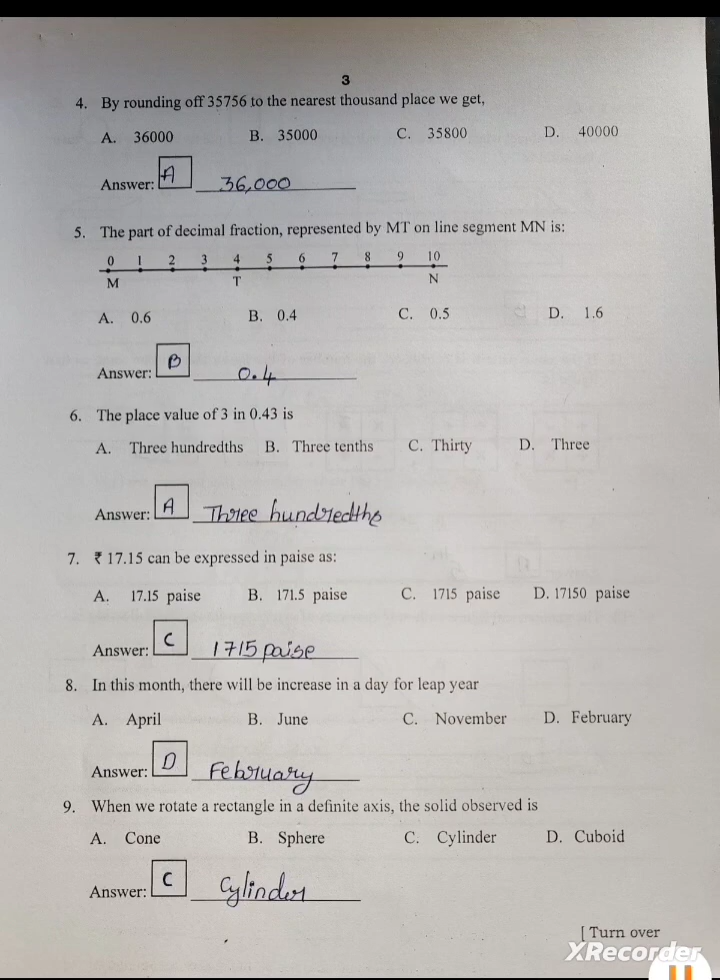 3
4. By rounding off 35756 to the nearest thousand place we get,
A. 36000 B. 35000 C. 35800 D. 40000
Answer: A 36,000
5. The part of decimal fraction, represented by MT on line segment MN is:
0 1 2 3 4 5 6 7 8 9 10
M T N
A. 0.6 B. 0.4 C. 0.5 D. 1.6
Answer: B 0.4
6. The place value of 3 in 0.43 is
A. Three hundredths B. Three tenths C. Thirty D. Three
Answer: A Three hundredths
7. ₹ 17.15 can be expressed in paise as:
A. 17.15 paise B. 171.5 paise C. 1715 paise D. 17150 paise
Answer: C 1715 paise
8. In this month, there will be increase in a day for leap year
A. April B. June C. November D. February
Answer: D February
9. When we rotate a rectangle in a definite axis, the solid observed is
A. Cone B. Sphere C. Cylinder D. Cuboid
Answer: C Cylinder
[ Turn over
XRecorder